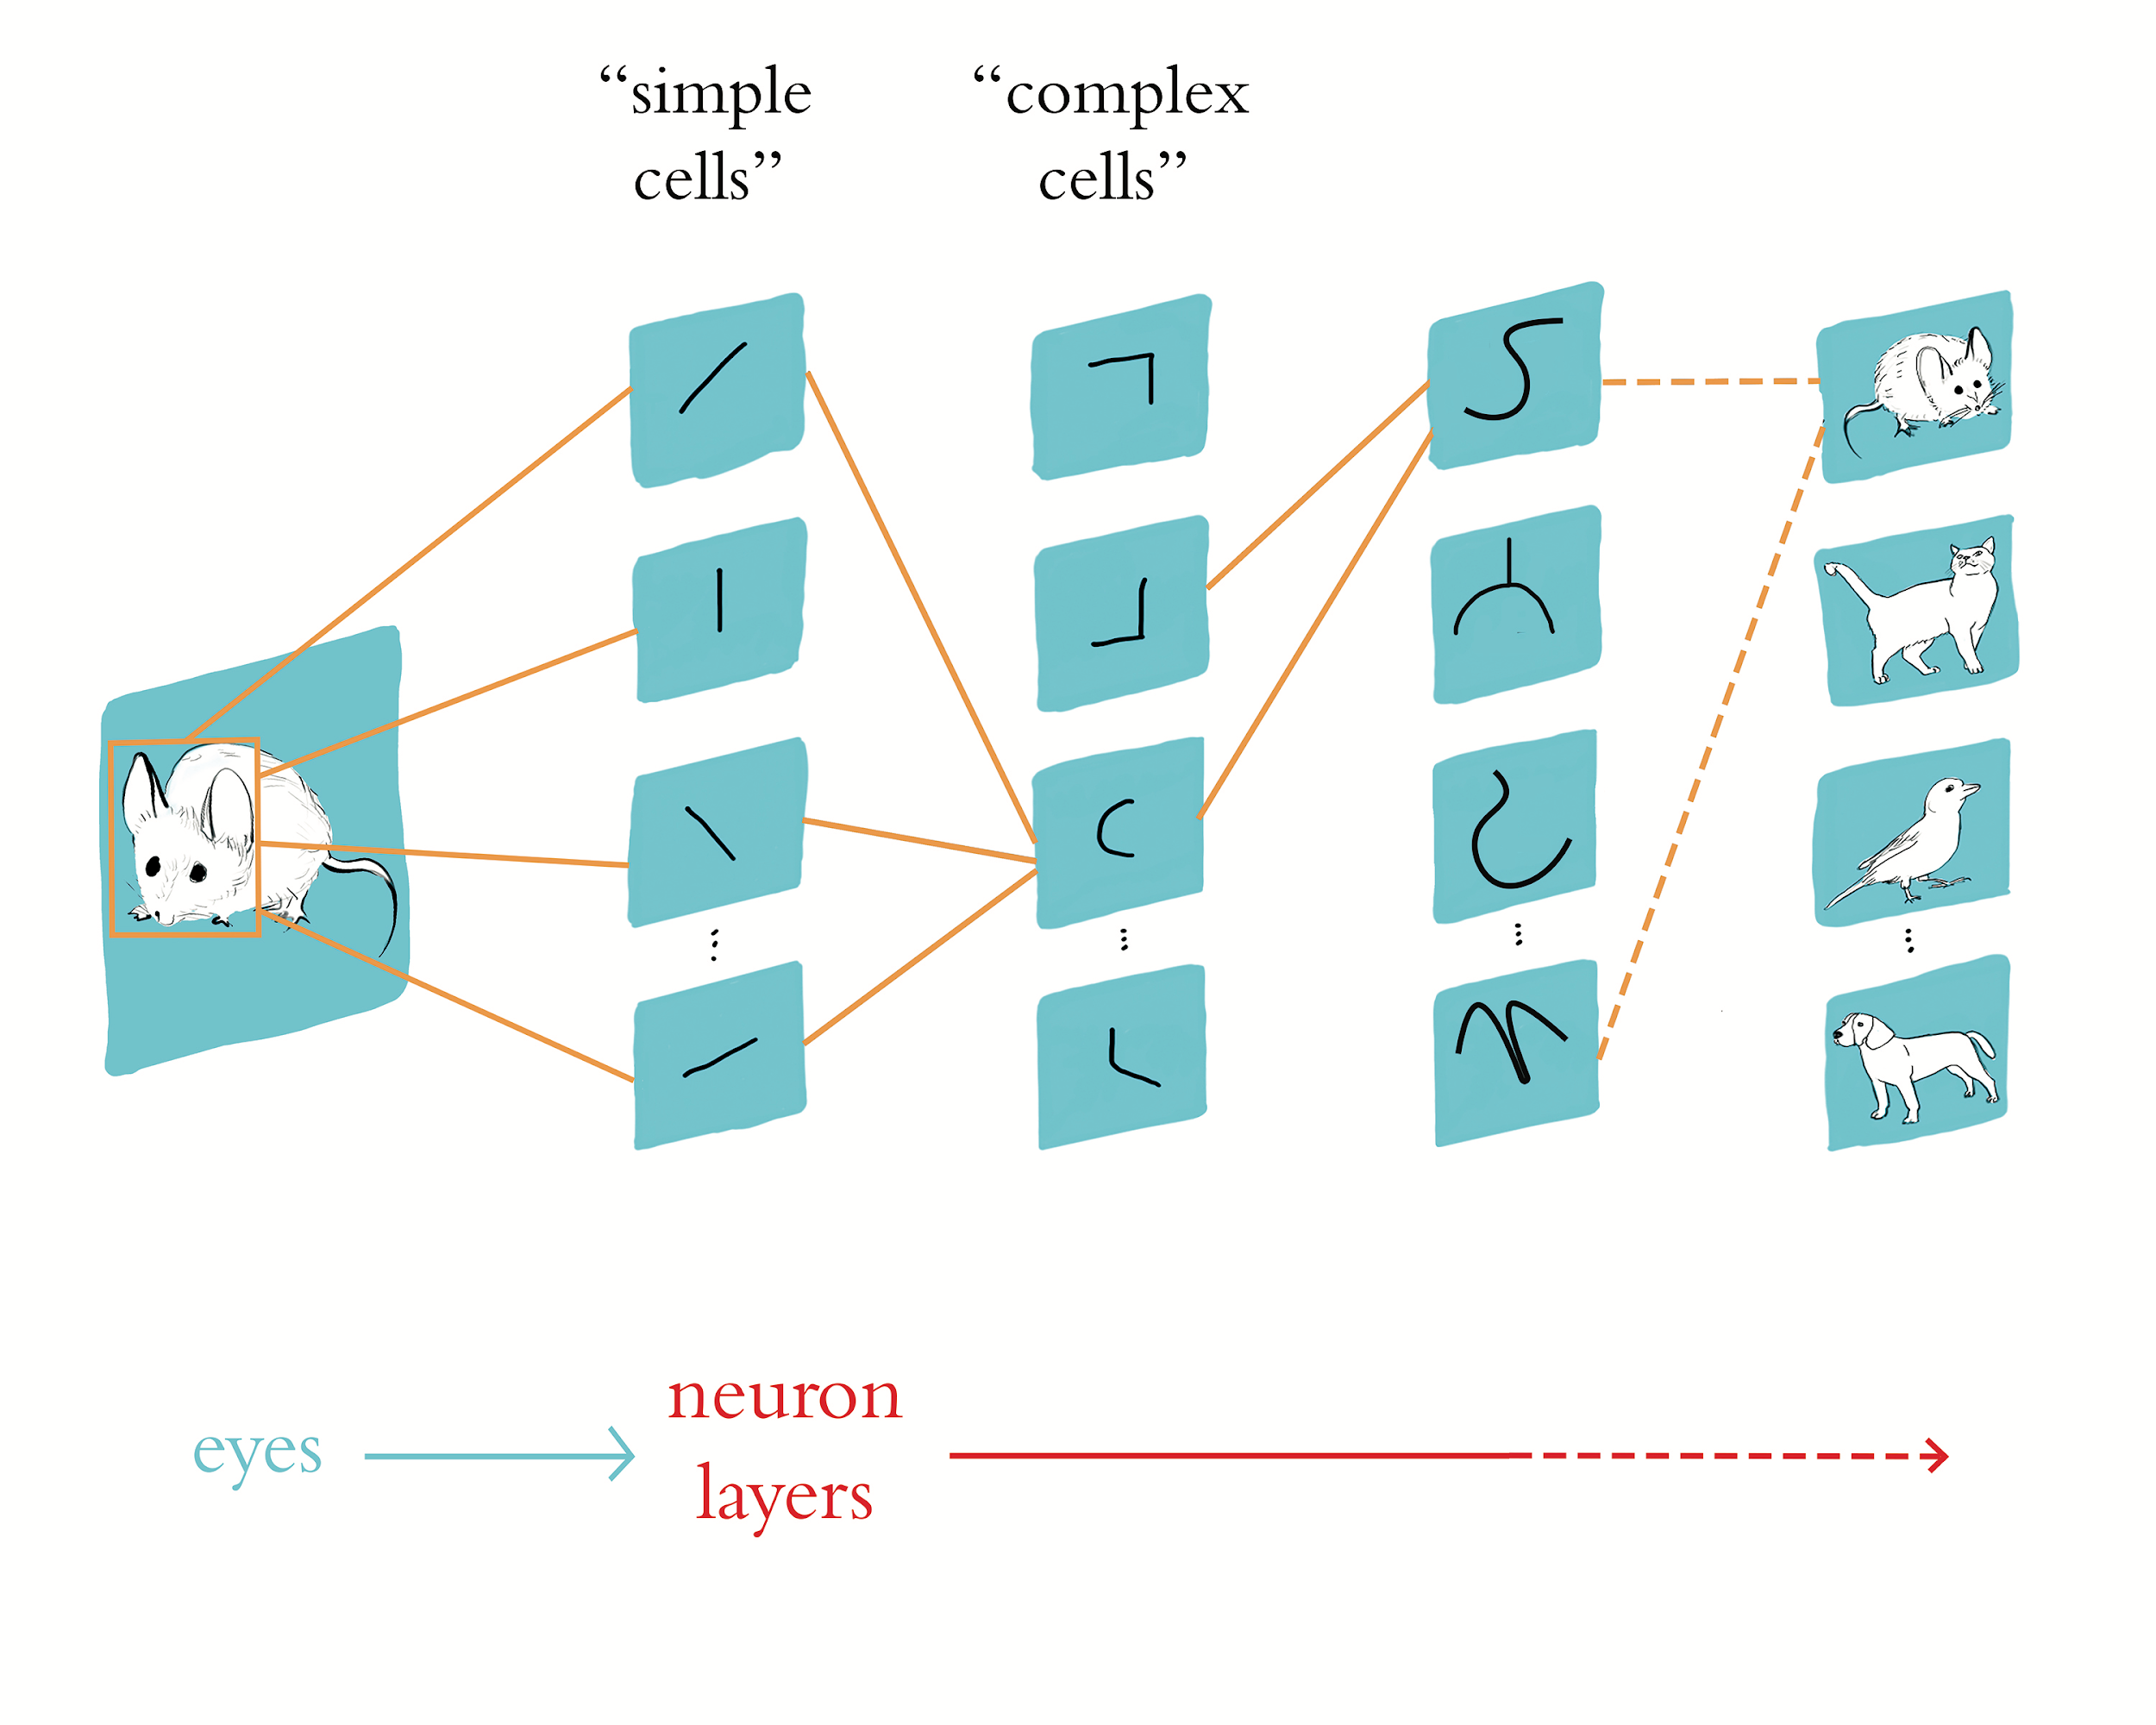 “simple
cells”
“complex
cells”
eyes
neuron
layers